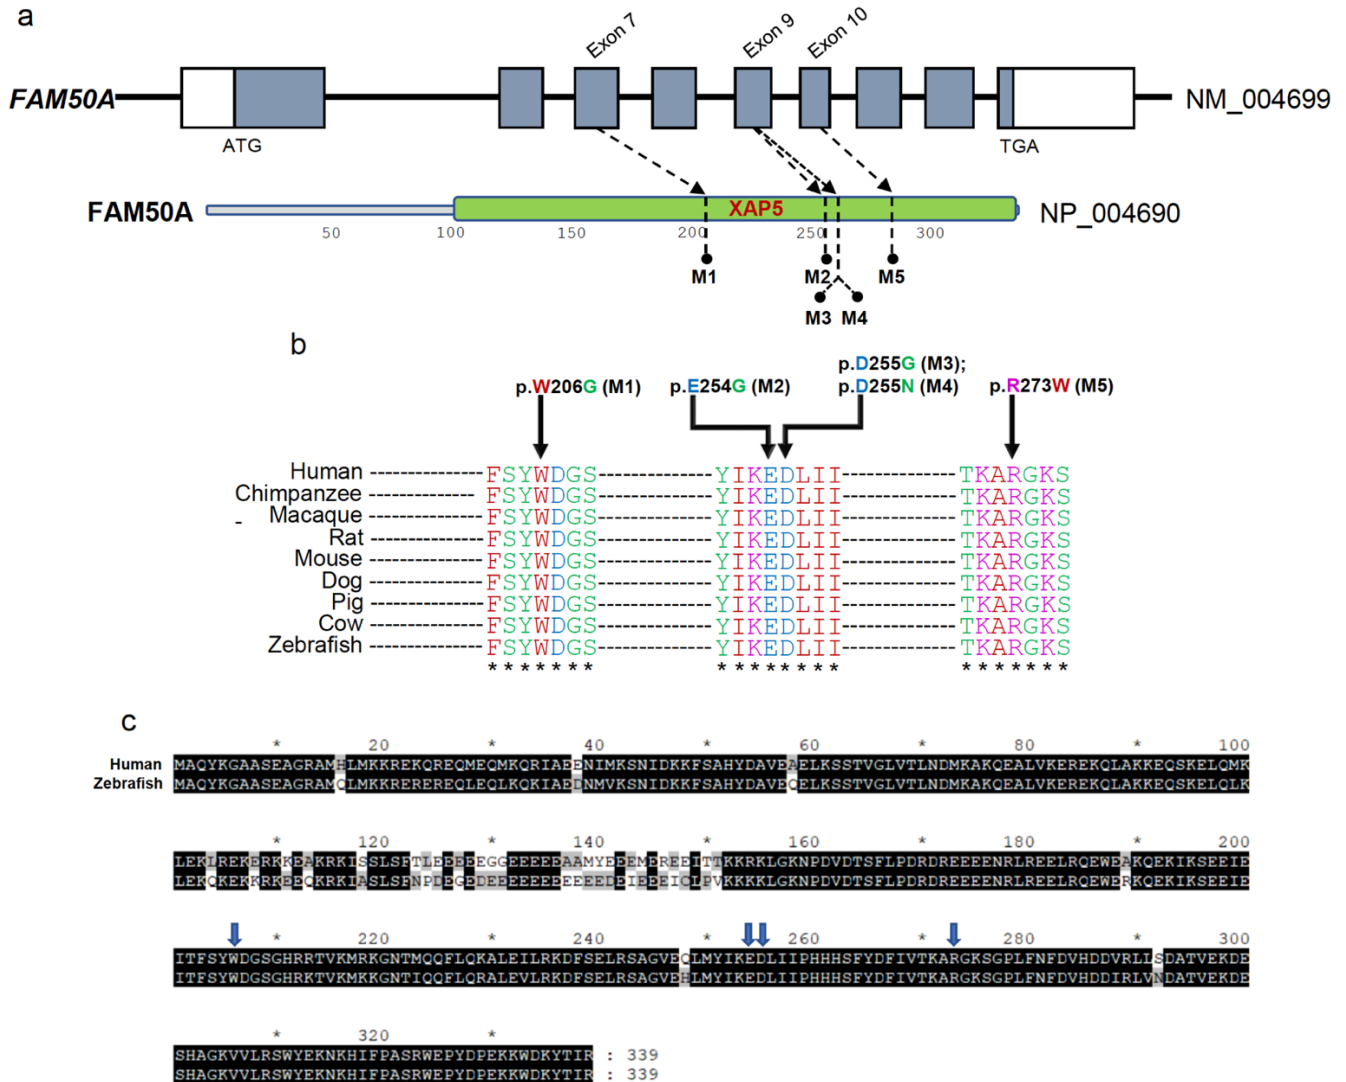 a
Exon 7
Exon 9
Exon 10
FAM50A
NM_004699
ATG
TGA
FAM50A
XAP5
NP_004690
50 100 150 200 250 300
M1
M2
M5
M3 M4
b
p.D255G (M3);
p.W206G (M1) p.E254G (M2) p.D255N (M4) p.R273W (M5)
Human ------------- FSYWDGS------------YIKEDLII------------TKARGKS
Chimpanzee ------------- FSYWDGS------------YIKEDLII------------TKARGKS
- Macaque ------------- FSYWDGS------------YIKEDLII------------TKARGKS
Rat ------------- FSYWDGS------------YIKEDLII------------TKARGKS
Mouse ------------- FSYWDGS------------YIKEDLII------------TKARGKS
Dog ------------- FSYWDGS------------YIKEDLII------------TKARGKS
Pig ------------- FSYWDGS------------YIKEDLII------------TKARGKS
Cow ------------- FSYWDGS------------YIKEDLII------------TKARGKS
Zebrafish ------------- FSYWDGS------------YIKEDLII------------TKARGKS
******* ******** *******
c
* 20 * 40 * 60 * 80 * 100
Human MAQYKGAASEAGRAMHLMKKREKQREQMEQMKQRIAEENIMKSNIDKKFSAHYDAVEAELKSSTVGLVTLNDMKAKQEALVKEREKQLAKKEQSKELQMK
Zebrafish MAQYKGAASEAGRAMQLMKKREREREQLEQLKQKIAEDNMVKSNIDKKFSAHYDAVEQELKSSTVGLVTLNDMKAKQEALVKEREKQLAKKEQSKELQLK
* 120 * 140 * 160 * 180 * 200
LEKLREKERKKEAKRKISSLSFTLEEEEEGGEEEEEAAMYEEEMEREEITTKKRKLGKNPDVDTSFLPDRDREEEENRLREELRQEWEAKQEKIKSEEIE
LEKQKEKKRKEEQKRKIASLSFNPDEGEDEEEEEEEEEEDEIEEEICLPVKKKKLGKNPDVDTSFLPDRDREEEENRLREELRQEWERKQEKIKSEEIE
* 220 * 240 * 260 * 280 * 300
ITFSYWDGSGHRRTVKMRKGNTMQQFLQKALEILRKDFSELRSAGVEQLMYIKEDLIIPHHHSFYDFIVTKARGKSGPLFNFDVHDDVRLLSDATVEKDE
ITFSYWDGSGHRRTVKMKKGNTIQQFLQRALEVLRKDFSELRSAGVEHLMYIKEDLIIPHHHSFYDFIVTKARGKSGPLFNFDVHDDIRLVNDATVEKDE
* 320 *
SHAGKVVLRSWYEKNKHIFPASRWEPYDPEKKWDKYTIR : 339
SHAGKVVLRSWYEKNKHIFPASRWEPYDPEKKWDKYTIR : 339